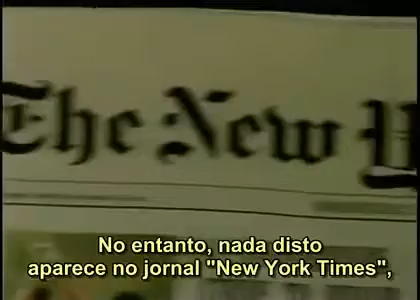 The New Y
No entanto, nada disto
aparece no jornal "New York Times",